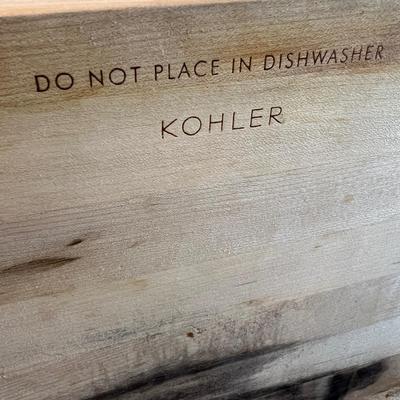 DO NOT PLACE IN DISHWASHER
KOHLER